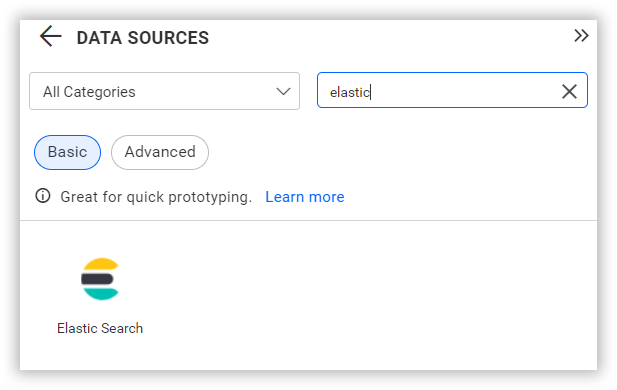 DATA SOURCES
All Categories
elastic
Basic
Advanced
Great for quick prototyping. Learn more
Elastic Search